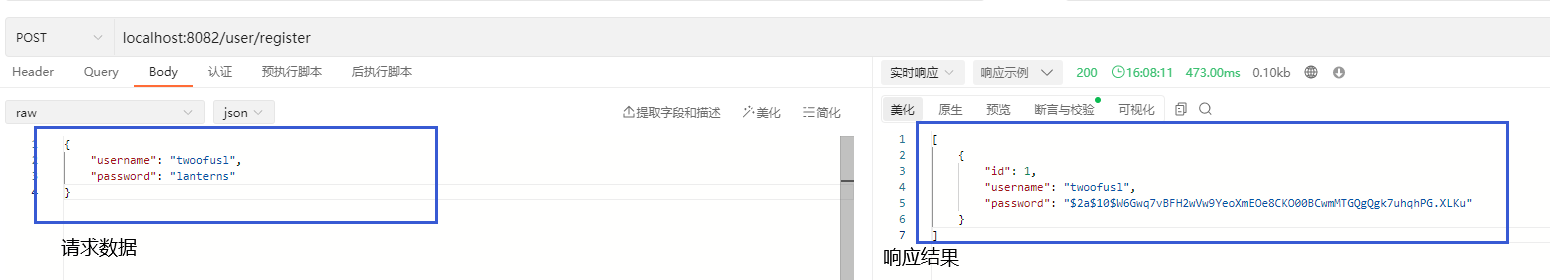 POST
localhost:8082/user/register
Header Query Body 认证 预执行脚本 后执行脚本
raw json 提取字段和描述 美化 简化
1 {
2 "username": "twoofusl",
3 "password": "lanterns"
4 }
请求数据
实时响应 响应示例 200 16:08:11 473.00ms 0.10kb
美化 原生 预览 断言与校验 可视化
1 [
2 {
3 "id": 1,
4 "username": "twoofusl",
5 "password": "$2a$10$W6Gwq7vBFH2wVw9YeoXmEOe8CKO00BCwmMTGQgQgk7uhqhPG.XLKu"
6 }
7 ]
响应结果